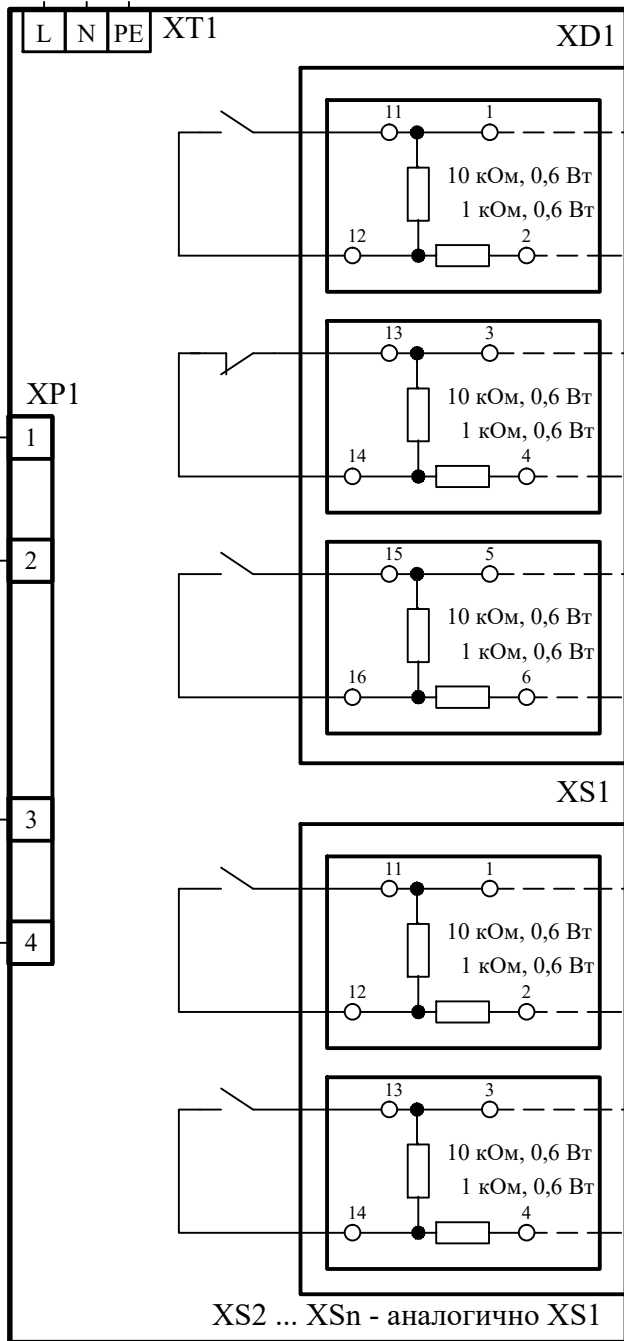 L N PE XT1
XD1
11 1
10 кОм, 0,6 Вт
1 кОм, 0,6 Вт
12 2
13 3
10 кОм, 0,6 Вт
1 кОм, 0,6 Вт
14 4
15 5
10 кОм, 0,6 Вт
1 кОм, 0,6 Вт
16 6
XP1
1
2
3
4
XS1
11 1
10 кОм, 0,6 Вт
1 кОм, 0,6 Вт
12 2
13 3
10 кОм, 0,6 Вт
1 кОм, 0,6 Вт
14 4
XS2 ... XSn - аналогично XS1